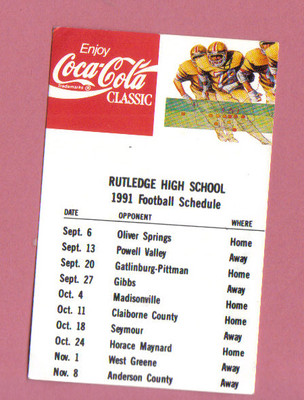 Enjoy
Coca-Cola
Trademarks ®
CLASSIC
RUTLEDGE HIGH SCHOOL
1991 Football Schedule
DATE OPPONENT WHERE
Sept. 6 Oliver Springs Home
Sept. 13 Powell Valley Away
Sept. 20 Gatlinburg-Pittman Home
Sept. 27 Gibbs Away
Oct. 4 Madisonville Home
Oct. 11 Claiborne County Home
Oct. 18 Seymour Away
Oct. 24 Horace Maynard Home
Nov. 1 West Greene Away
Nov. 8 Anderson County Away